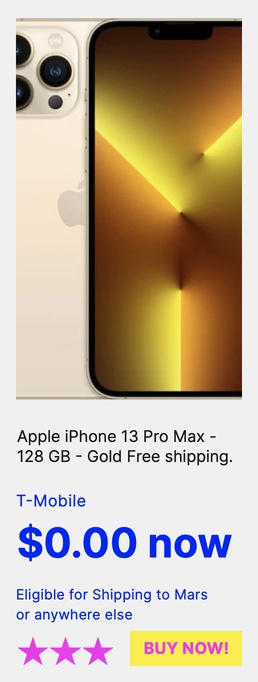 Apple iPhone 13 Pro Max -
128 GB - Gold Free shipping.
T-Mobile
$0.00 now
Eligible for Shipping to Mars
or anywhere else
BUY NOW!